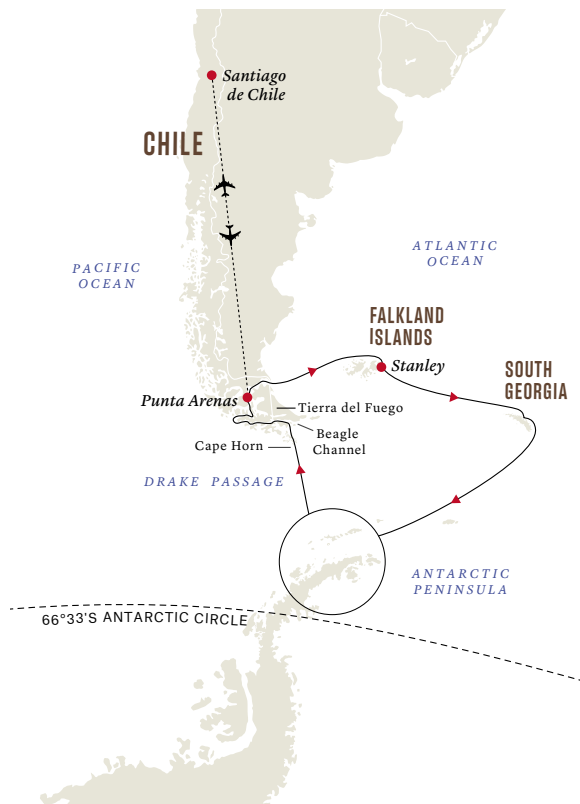 Santiago
de Chile
CHILE
ATLANTIC
OCEAN
PACIFIC
OCEAN
FALKLAND
ISLANDS
Stanley
SOUTH
GEORGIA
Punta Arenas
Tierra del Fuego
Beagle
Channel
Cape Horn
DRAKE PASSAGE
ANTARCTIC
PENINSULA
66°33'S ANTARCTIC CIRCLE